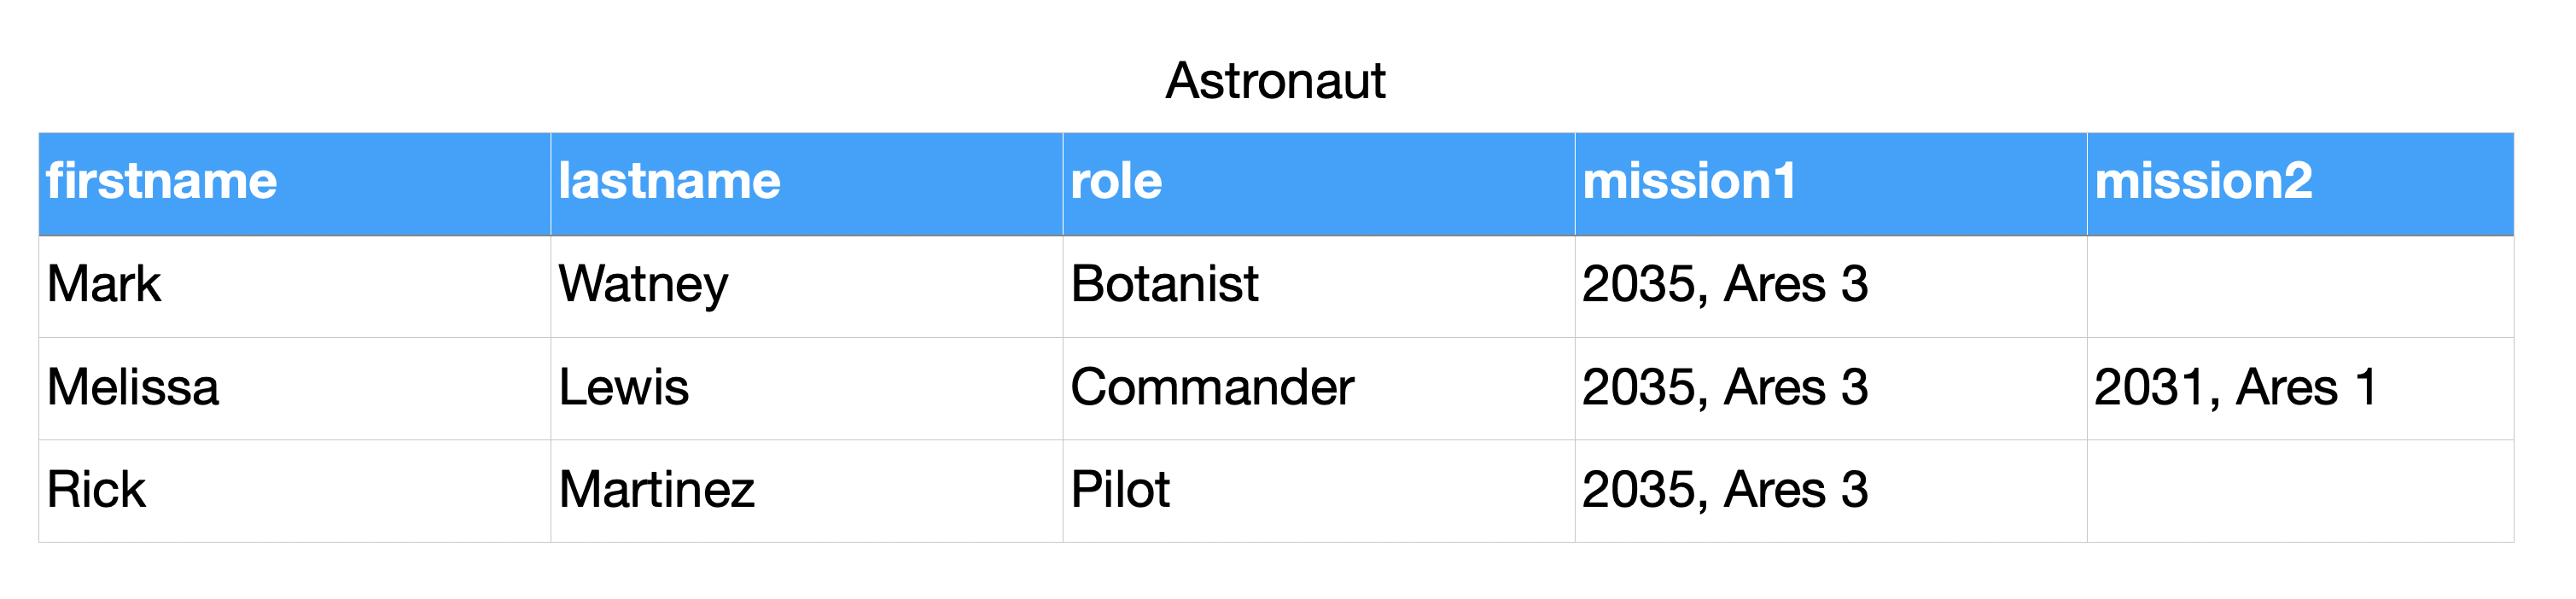 Astronaut
firstname lastname role mission1 mission2
Mark Watney Botanist 2035, Ares 3
Melissa Lewis Commander 2035, Ares 3 2031, Ares 1
Rick Martinez Pilot 2035, Ares 3